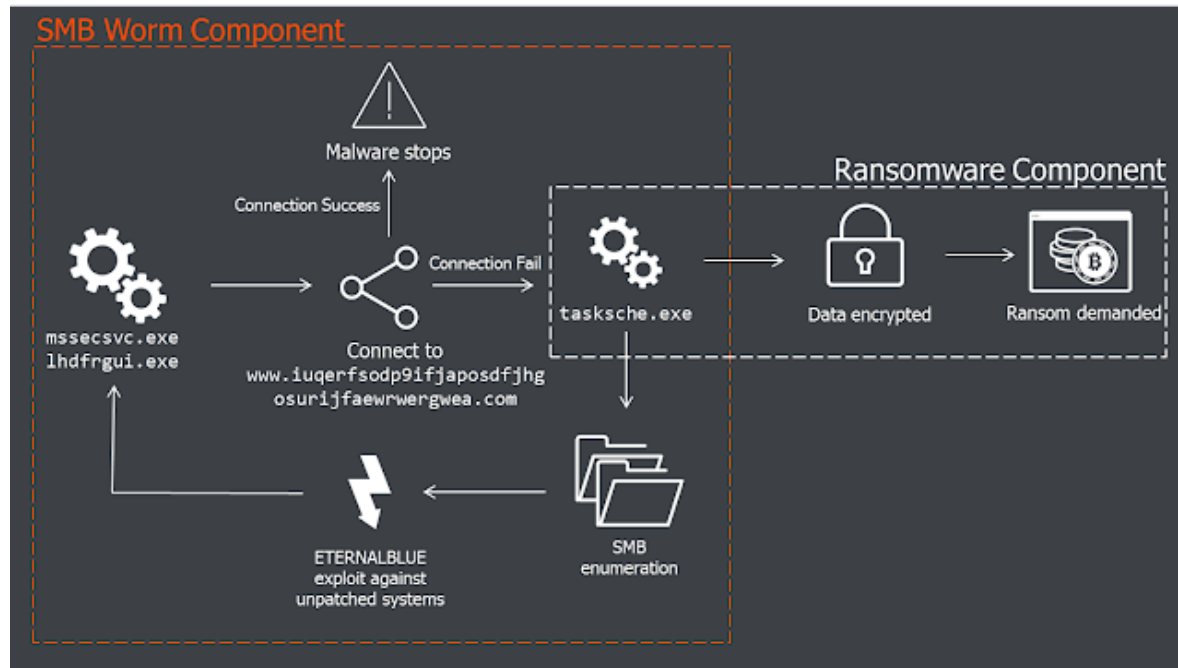 SMB Worm Component
Malware stops
Ransomware Component
Connection Success
Connection Fail
mssecsvc.exe
lhdfrgui.exe
Connect to
www.iuqerfsodp9ifjaposdfjhg
osurijfaewrwergwea.com
tasksche.exe
Data encrypted
Ransom demanded
ETERNALBLUE
exploit against
unpatched systems
SMB
enumeration